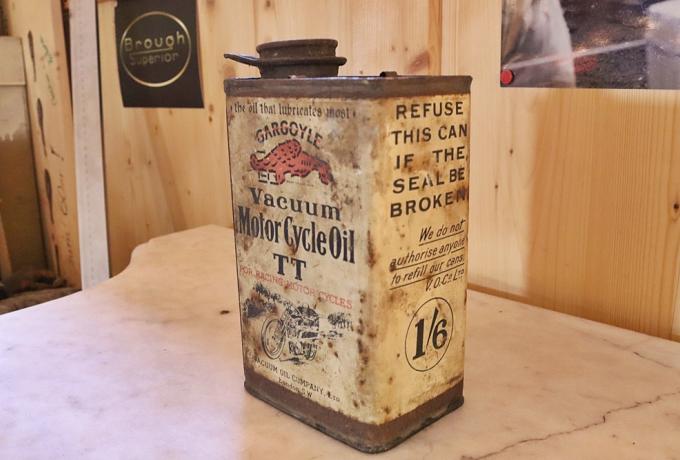 Brough
Superior
the oil that lubricates most
GARGOYLE
Vacuum
Motor Cycle Oil
TT
FOR RACING MOTOR CYCLES
VACUUM OIL COMPANY, LTD
London, S.W.
REFUSE
THIS CAN
IF THE
SEAL BE
BROKEN
We do not
authorise anyone
to refill our cans.
V.O.Co Ltd
1/6